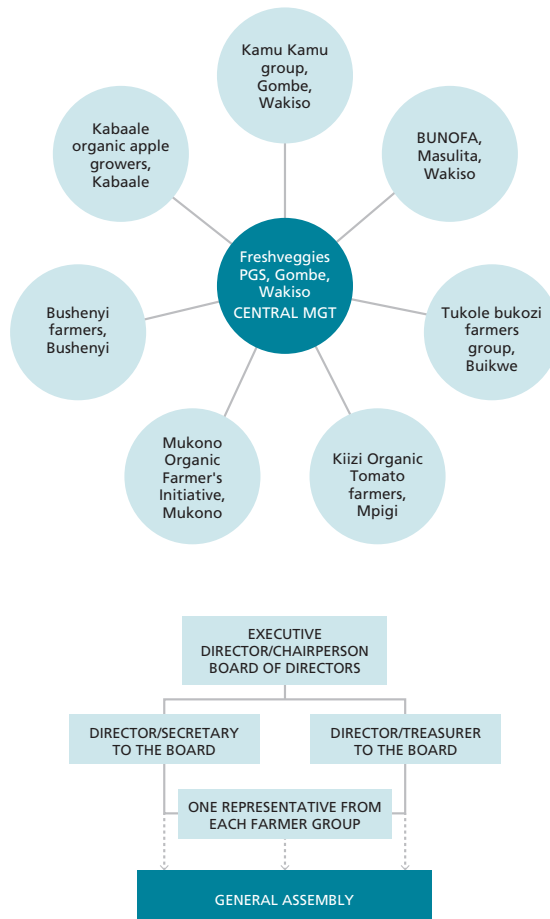 Kamu Kamu
group,
Gombe,
Wakiso
Kabaale
organic apple
growers,
Kabaale
BUNOFA,
Masulita,
Wakiso
Freshveggies
PGS, Gombe,
Wakiso
CENTRAL MGT
Bushenyi
farmers,
Bushenyi
Tukole bukozi
farmers
group,
Buikwe
Mukono
Organic
Farmer's
Initiative,
Mukono
Kiizi Organic
Tomato
farmers,
Mpigi
EXECUTIVE
DIRECTOR/CHAIRPERSON
BOARD OF DIRECTORS
DIRECTOR/SECRETARY
TO THE BOARD
DIRECTOR/TREASURER
TO THE BOARD
ONE REPRESENTATIVE FROM
EACH FARMER GROUP
GENERAL ASSEMBLY